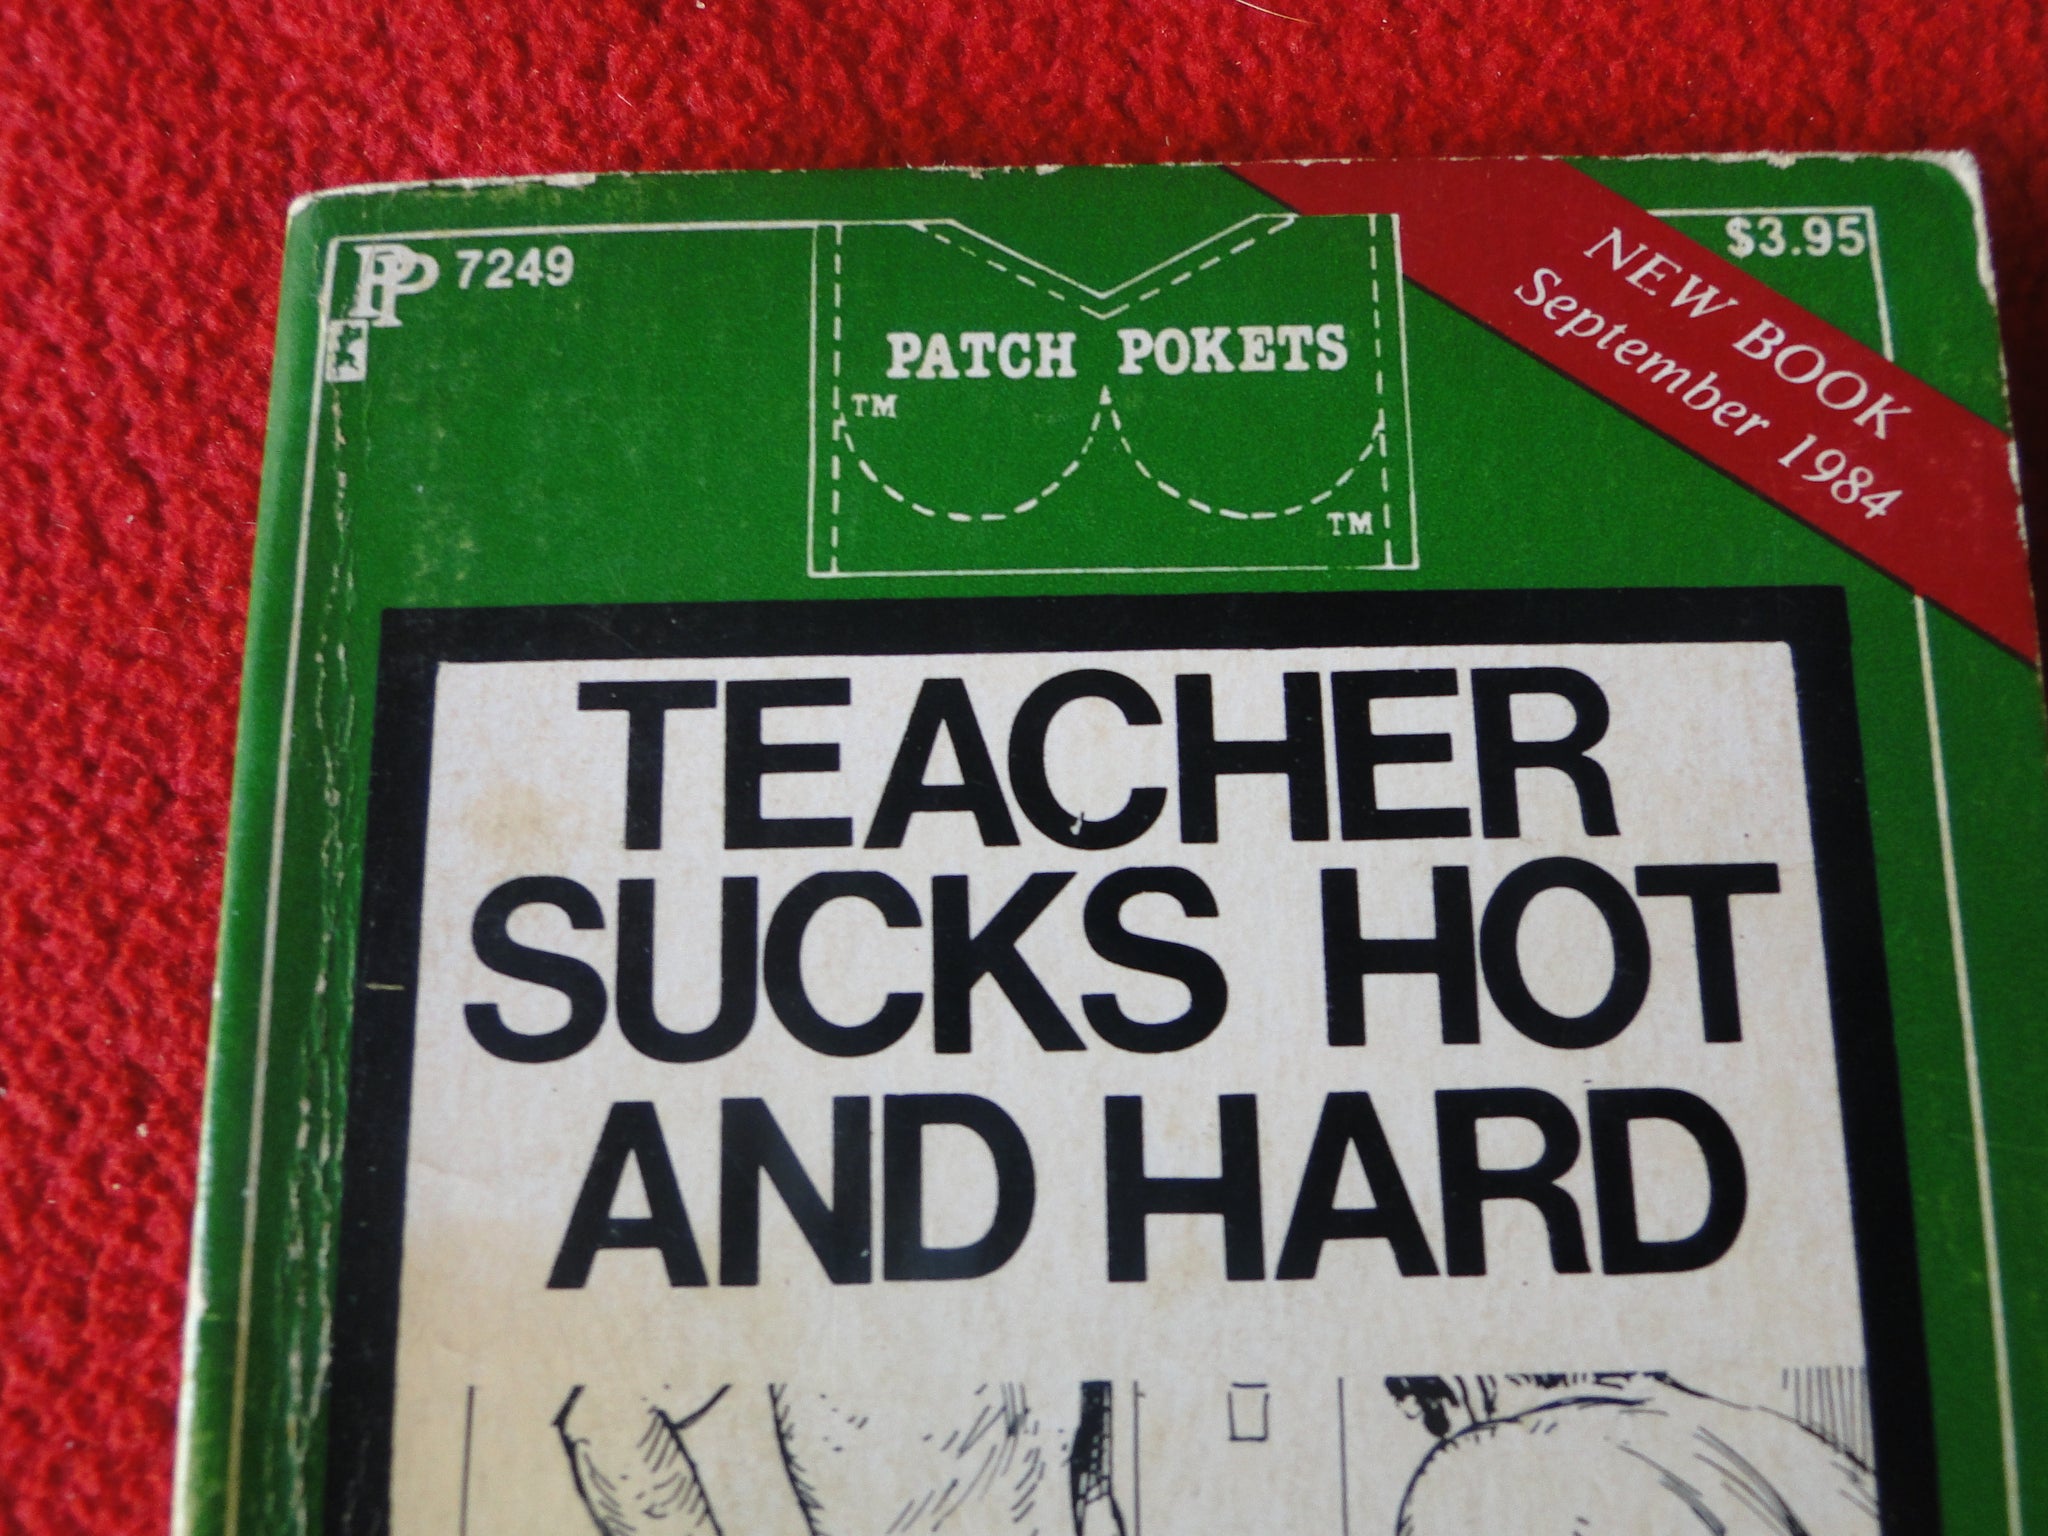 PP 7249
$3.95
NEW BOOK
September 1984
PATCH POKETS
TM
TM
TEACHER
SUCKS HOT
AND HARD